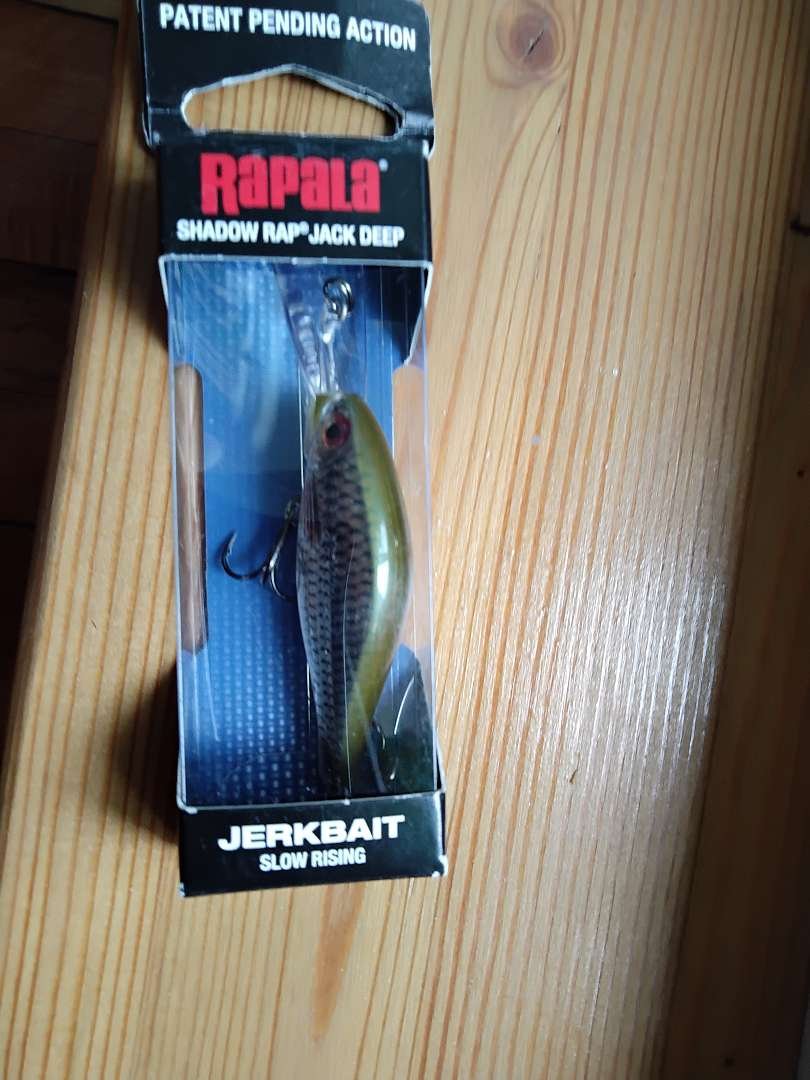 PATENT PENDING ACTION
Rapala®
SHADOW RAP® JACK DEEP
JERKBAIT
SLOW RISING